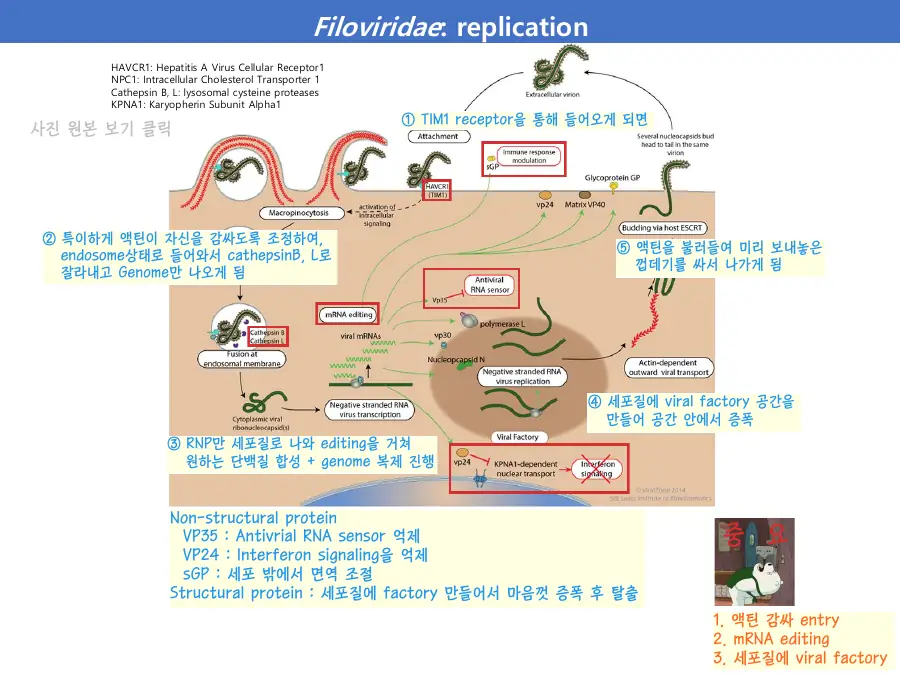 Filoviridae: replication
HAVCR1: Hepatitis A Virus Cellular Receptor1
NPC1: Intracellular Cholesterol Transporter 1
Cathepsin B, L: lysosomal cysteine proteases
KPNA1: Karyopherin Subunit Alpha1
사진 원본 보기 클릭
Extracellular virion
① TIM1 receptor을 통해 들어오게 되면
Attachment
Immune response
modulation
sGP
Several nucleocapsids bud
head to tail in the same
virion
Glycoprotein GP
HAVCR1
(TIM1)
vp24
Matrix VP40
Macropinocytosis
activation of
intracellular
signaling
Budding via host ESCRT
② 특이하게 액틴이 자신을 감싸도록 조정하여,
endosome상태로 들어와서 cathepsinB, L로
잘라내고 Genome만 나오게 됨
⑤ 액틴을 불러들여 미리 보내놓은
껍데기를 싸서 나가게 됨
Antiviral
RNA sensor
Vp35
mRNA editing
polymerase L
viral mRNAs
vp30
Cathepsin B
Cathepsin L
Fusion at
endosomal membrane
Nucleopcapsid N
Negative stranded RNA
virus replication
Actin-dependent
outward viral transport
Cytoplasmic viral
ribonucleocapsid(s)
Negative stranded RNA
virus transcription
④ 세포질에 viral factory 공간을
만들어 공간 안에서 증폭
Viral Factory
③ RNP만 세포질로 나와 editing을 거쳐
원하는 단백질 합성 + genome 복제 진행
vp24
KPNA1-dependent
nuclear transport
Interferon
signaling
© ViralZone 2014
SIB Swiss Institute of Bioinformatics
Non-structural protein
VP35 : Antivrial RNA sensor 억제
VP24 : Interferon signaling을 억제
sGP : 세포 밖에서 면역 조절
Structural protein : 세포질에 factory 만들어서 마음껏 증폭 후 탈출
중 요
1. 액틴 감싸 entry
2. mRNA editing
3. 세포질에 viral factory